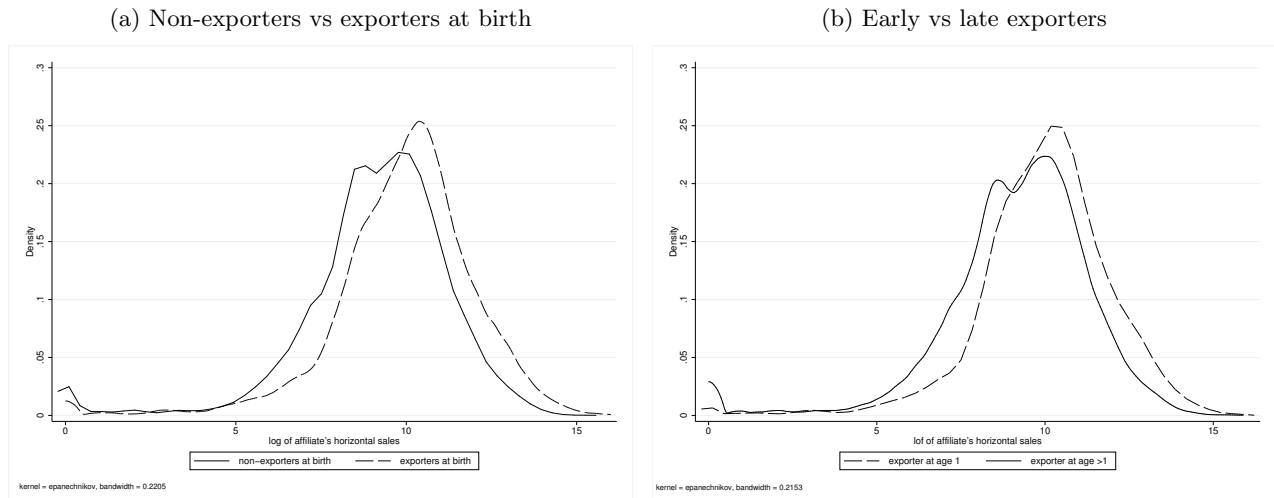 (a) Non-exporters vs exporters at birth
(b) Early vs late exporters
.3
.25
.2
.15
.1
.05
0
Density
0
5
10
15
log of affiliate's horizontal sales
non−exporters at birth
exporters at birth
kernel = epanechnikov, bandwidth = 0.2205
.3
.25
.2
.15
.1
.05
0
Density
0
5
10
15
lof of affiliate's horizontal sales
exporter at age 1
exporter at age >1
kernel = epanechnikov, bandwidth = 0.2153